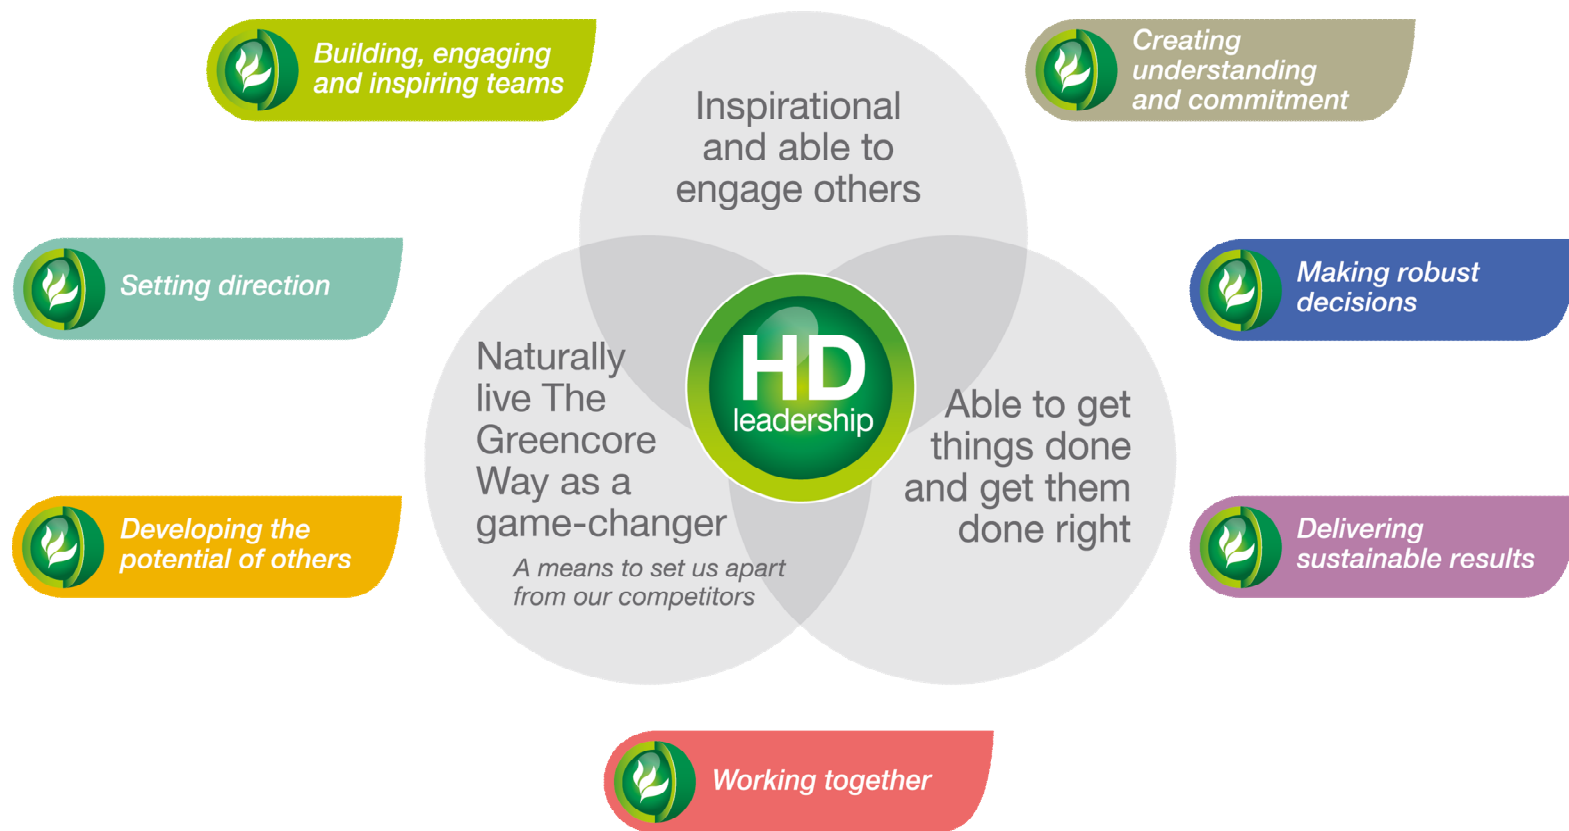 Building, engaging
and inspiring teams
Creating
understanding
and commitment
Inspirational
and able to
engage others
Setting direction
Making robust
decisions
HD
leadership
Naturally
live The
Greencore
Way as a
game-changer
A means to set us apart
from our competitors
Able to get
things done
and get them
done right
Developing the
potential of others
Delivering
sustainable results
Working together